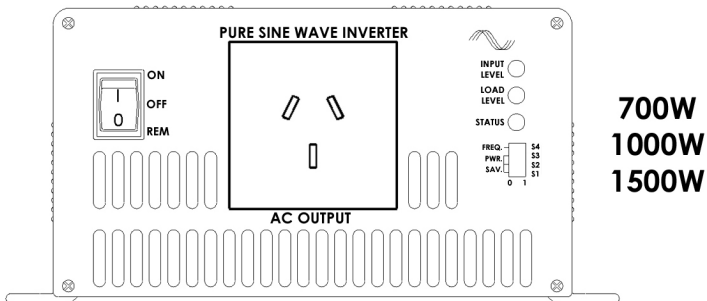 PURE SINE WAVE INVERTER
ON
OFF
REM
I
0
INPUT
LEVEL
LOAD
LEVEL
STATUS
FREQ.
PWR.
SAV.
S4
S3
S2
S1
0 1
AC OUTPUT
700W
1000W
1500W